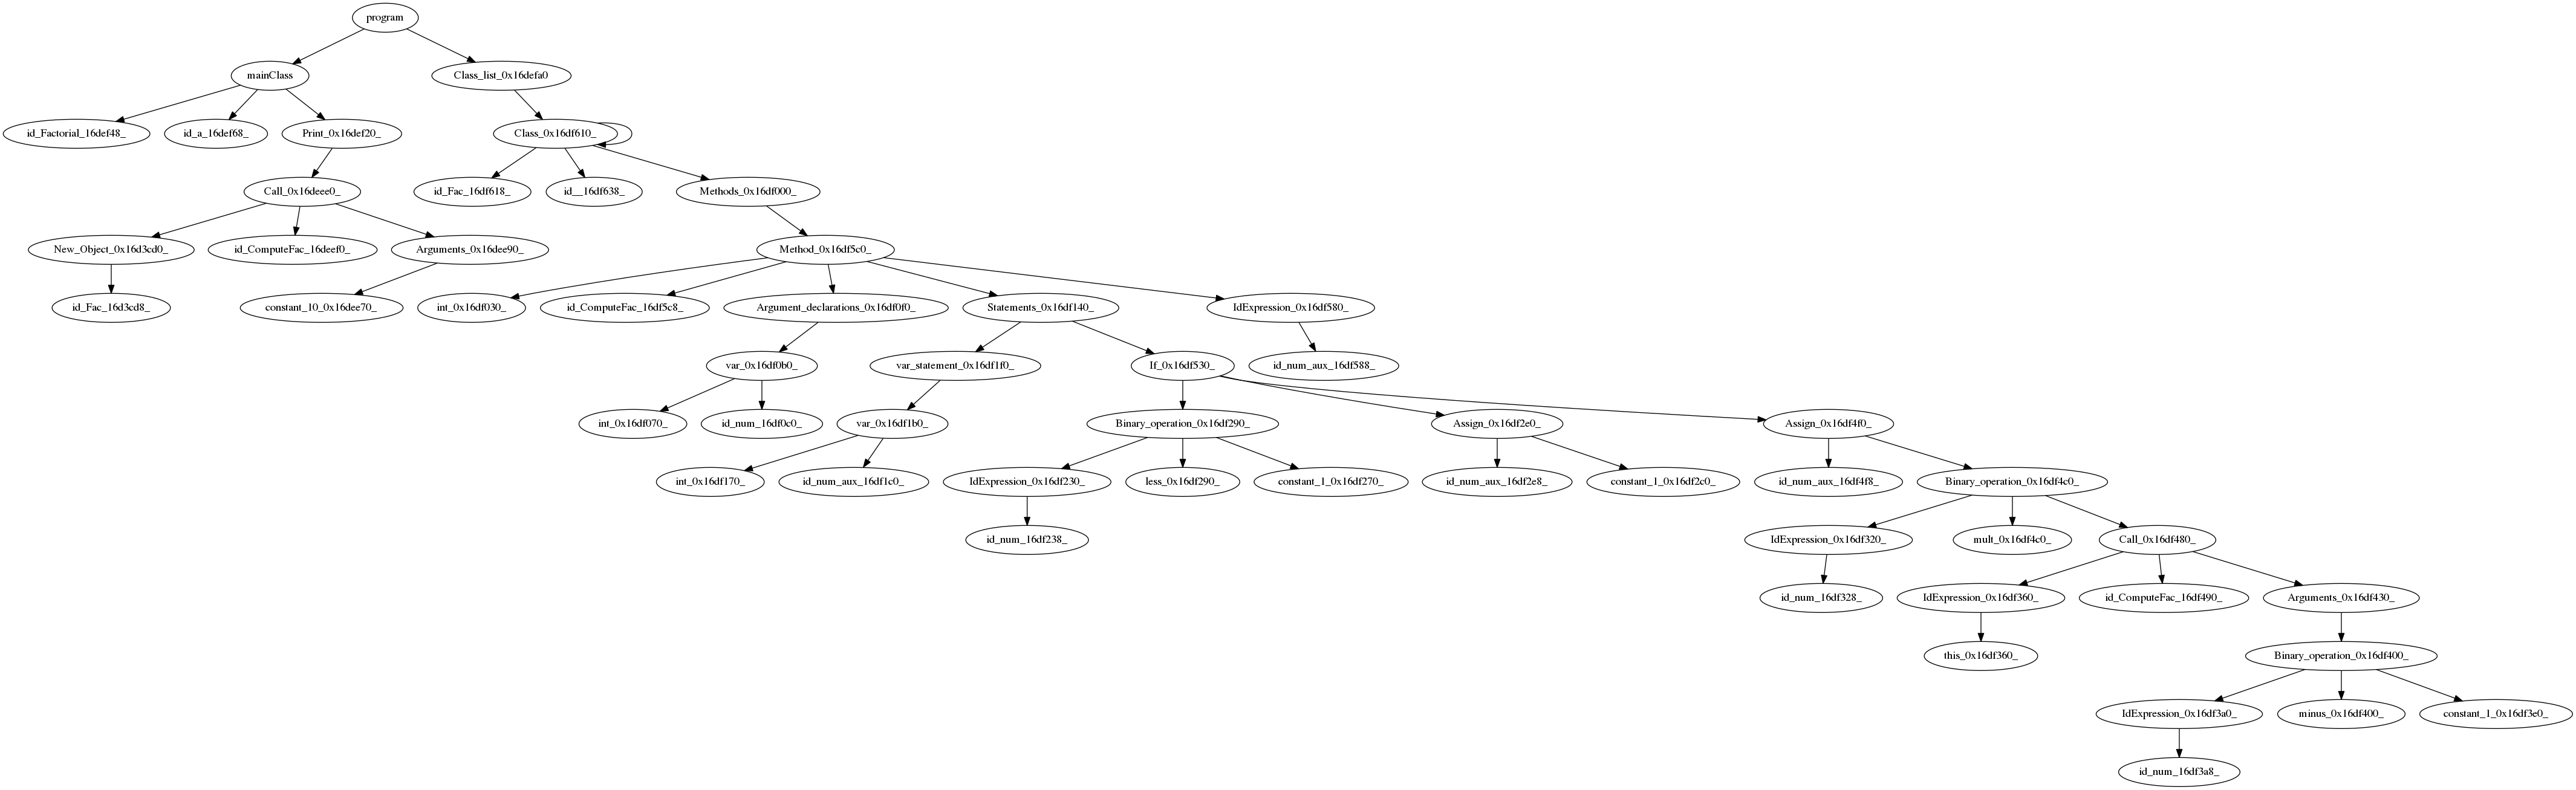 program
mainClass
Class_list_0x16defa0
id_Factorial_16def48_
id_a_16def68_
Print_0x16def20_
Class_0x16df610_
Call_0x16deee0_
id_Fac_16df618_
id__16df638_
Methods_0x16df000_
New_Object_0x16d3cd0_
id_ComputeFac_16deef0_
Arguments_0x16dee90_
Method_0x16df5c0_
id_Fac_16d3cd8_
constant_10_0x16dee70_
int_0x16df030_
id_ComputeFac_16df5c8_
Argument_declarations_0x16df0f0_
Statements_0x16df140_
IdExpression_0x16df580_
var_0x16df0b0_
var_statement_0x16df1f0_
If_0x16df530_
id_num_aux_16df588_
int_0x16df070_
id_num_16df0c0_
var_0x16df1b0_
Binary_operation_0x16df290_
Assign_0x16df2e0_
Assign_0x16df4f0_
int_0x16df170_
id_num_aux_16df1c0_
IdExpression_0x16df230_
less_0x16df290_
constant_1_0x16df270_
id_num_aux_16df2e8_
constant_1_0x16df2c0_
id_num_aux_16df4f8_
Binary_operation_0x16df4c0_
id_num_16df238_
IdExpression_0x16df320_
mult_0x16df4c0_
Call_0x16df480_
id_num_16df328_
IdExpression_0x16df360_
id_ComputeFac_16df490_
Arguments_0x16df430_
this_0x16df360_
Binary_operation_0x16df400_
IdExpression_0x16df3a0_
minus_0x16df400_
constant_1_0x16df3e0_
id_num_16df3a8_